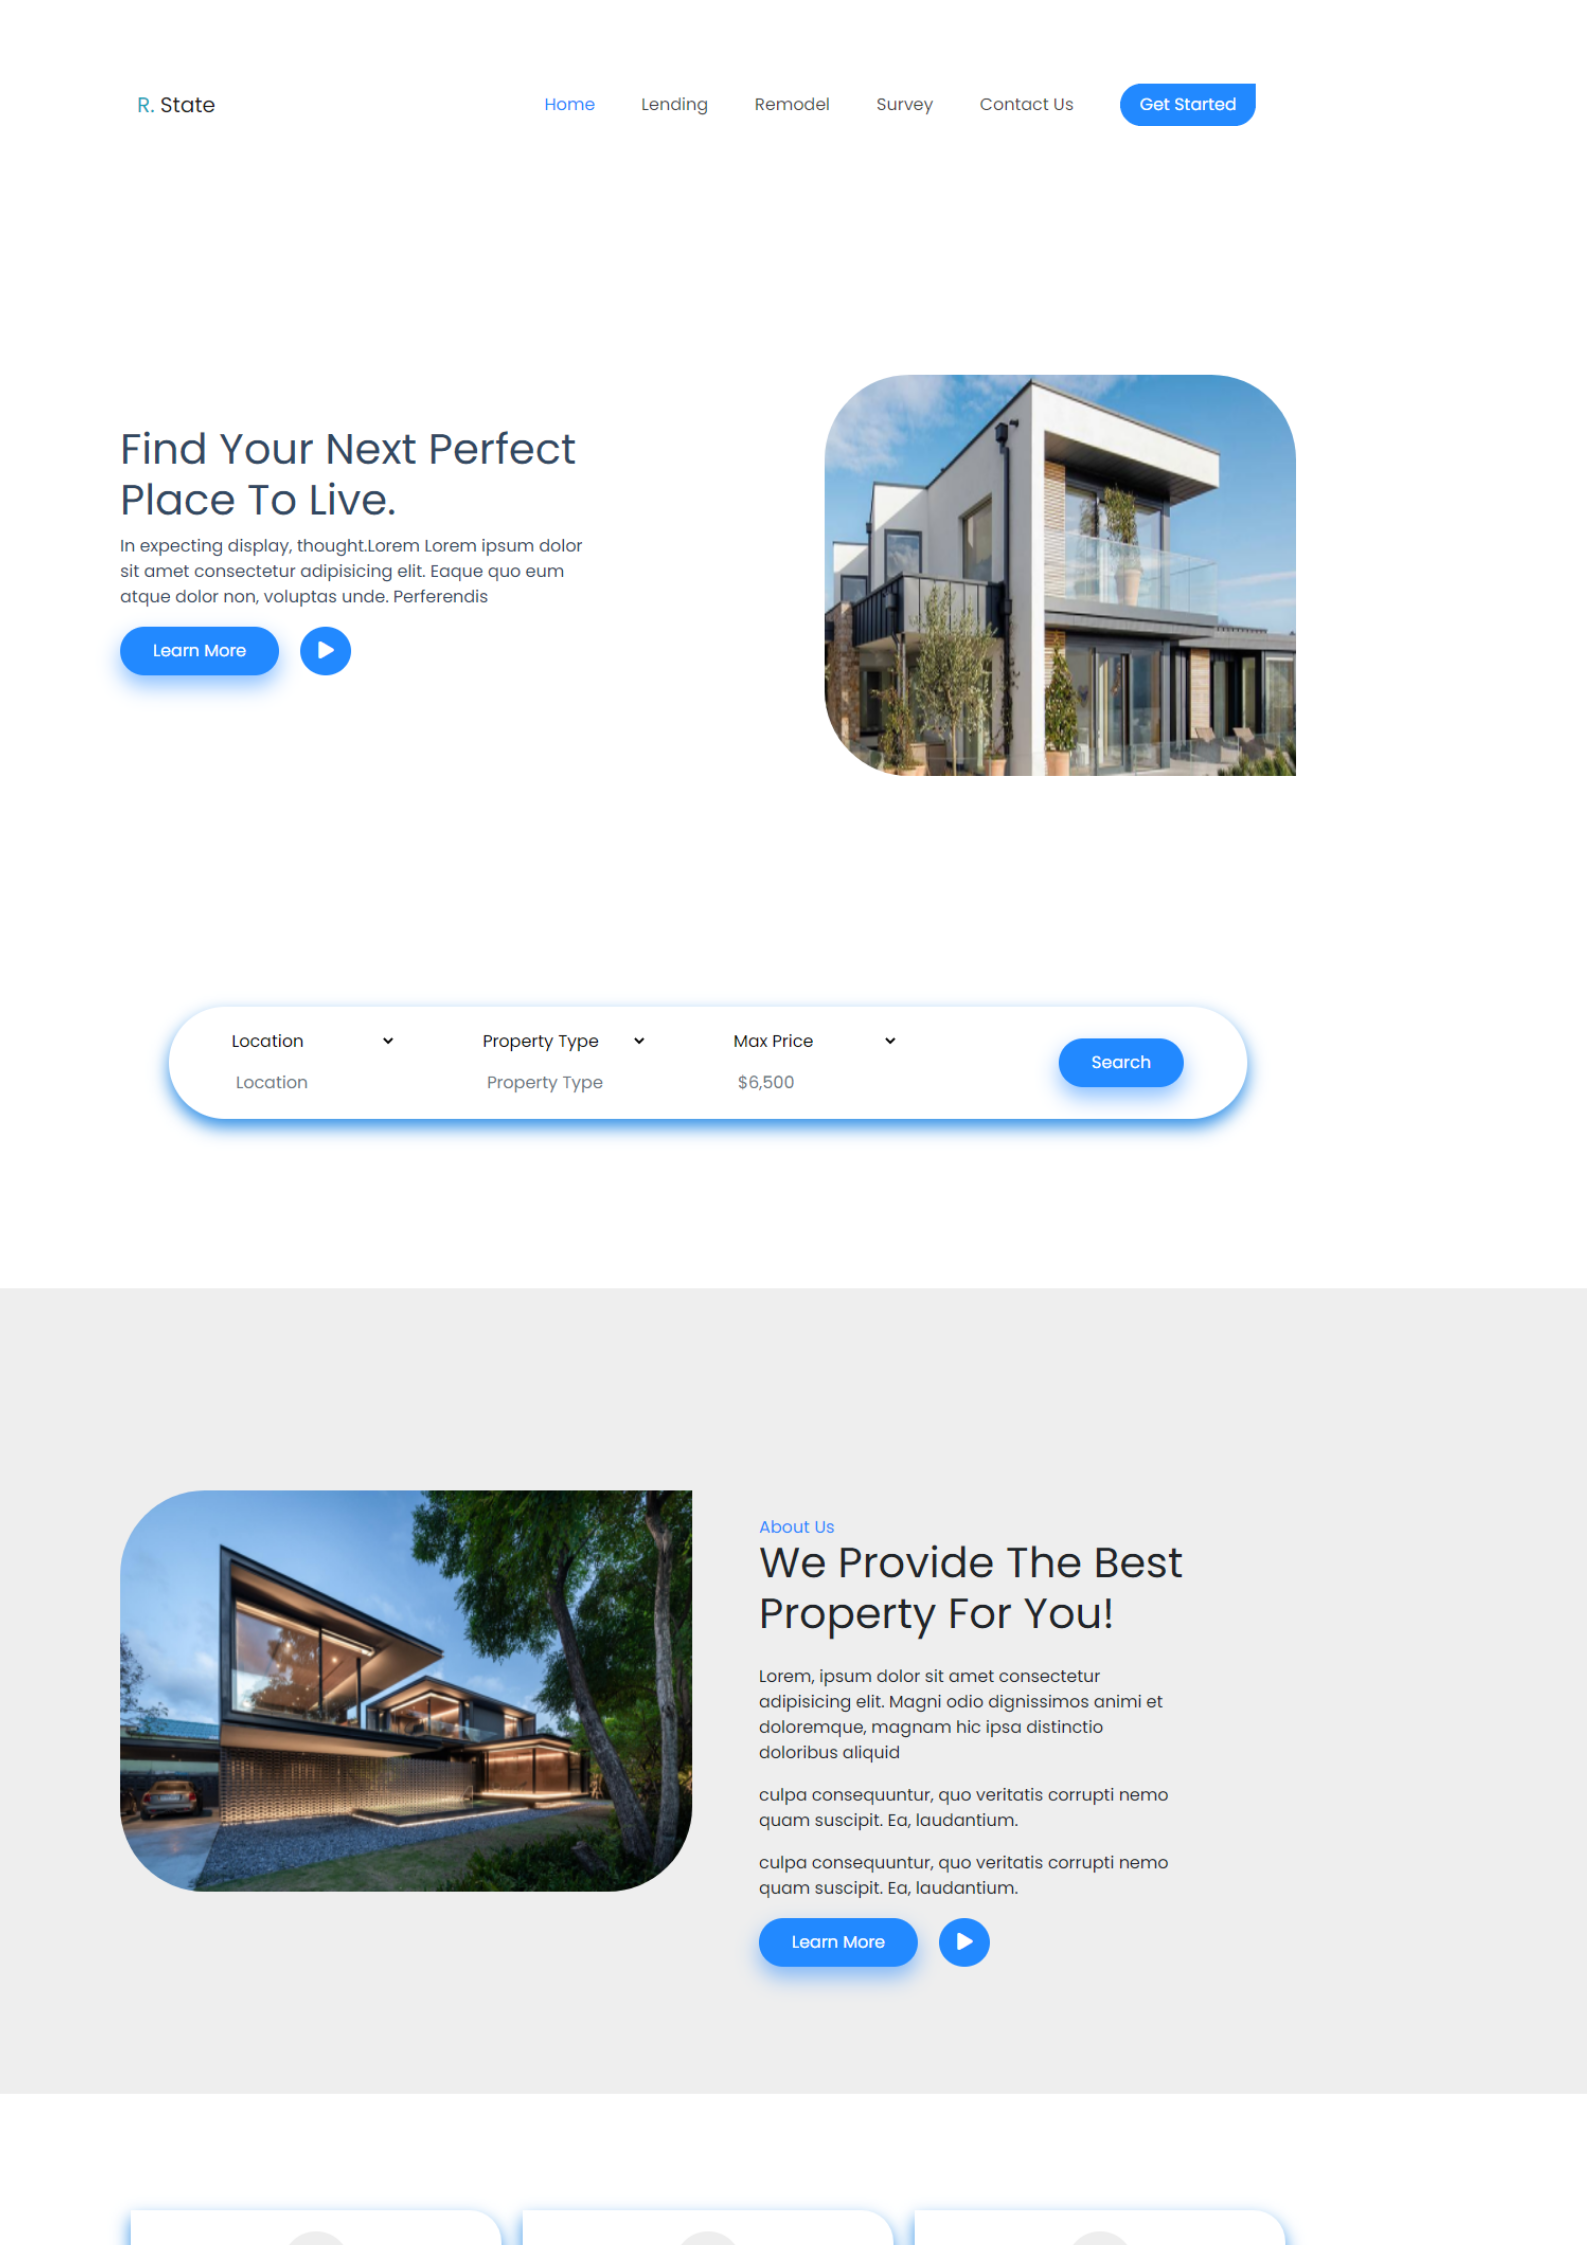 R. State
Home
Lending
Remodel
Survey
Contact Us
Get Started
Find Your Next Perfect
Place To Live.
In expecting display, thought.Lorem Lorem ipsum dolor
sit amet consectetur adipisicing elit. Eaque quo eum
atque dolor non, voluptas unde. Perferendis
Learn More
Location
Property Type
Max Price
Location
Property Type
$6,500
Search
About Us
We Provide The Best
Property For You!
Lorem, ipsum dolor sit amet consectetur
adipisicing elit. Magni odio dignissimos animi et
doloremque, magnam hic ipsa distinctio
doloribus aliquid
culpa consequuntur, quo veritatis corrupti nemo
quam suscipit. Ea, laudantium.
culpa consequuntur, quo veritatis corrupti nemo
quam suscipit. Ea, laudantium.
Learn More